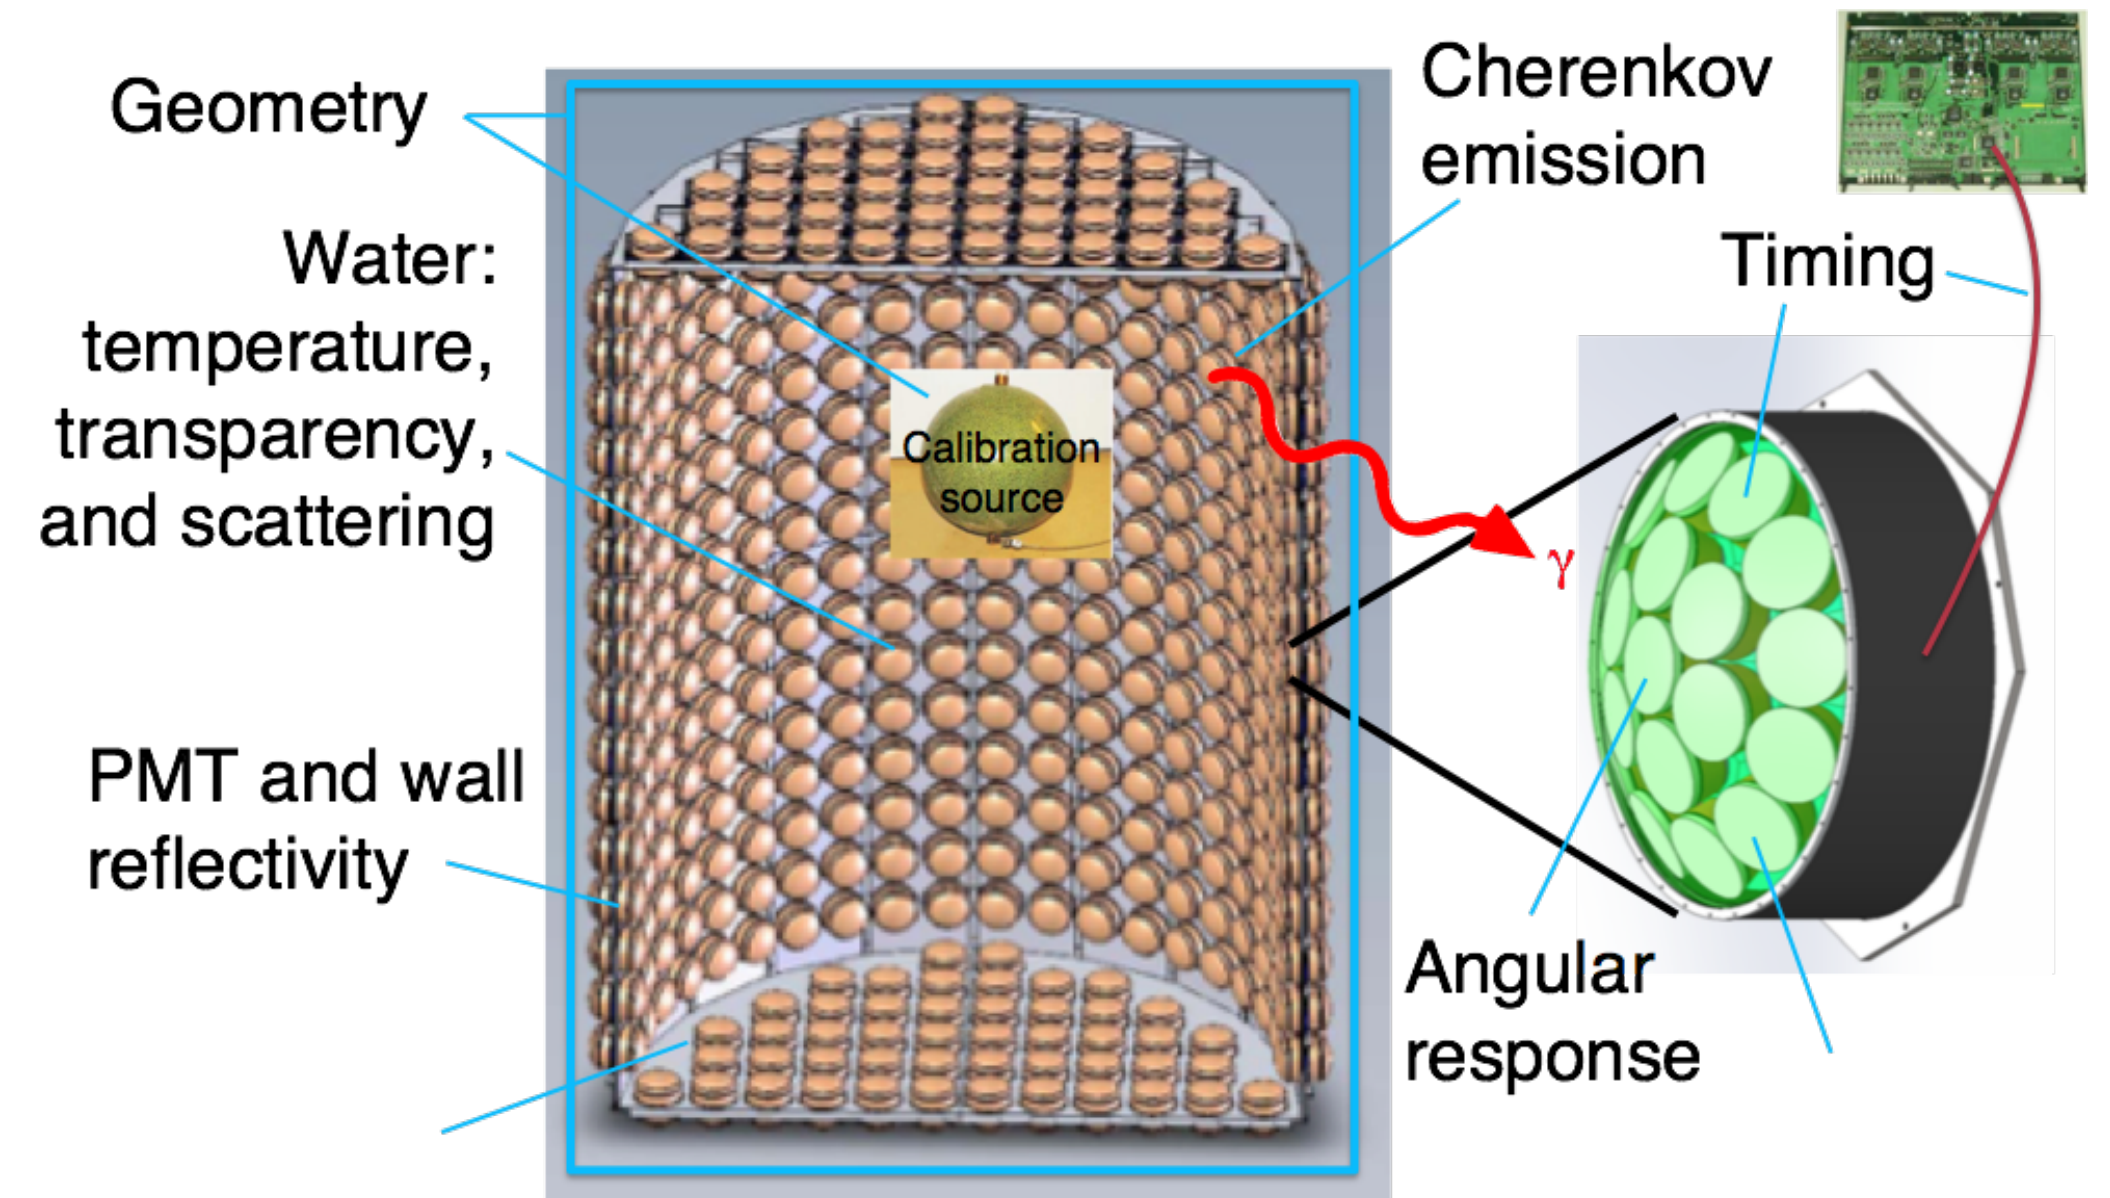 Geometry
Water:
temperature,
transparency,
and scattering
PMT and wall
reflectivity
Calibration
source
Cherenkov
emission
Timing
γ
Angular
response